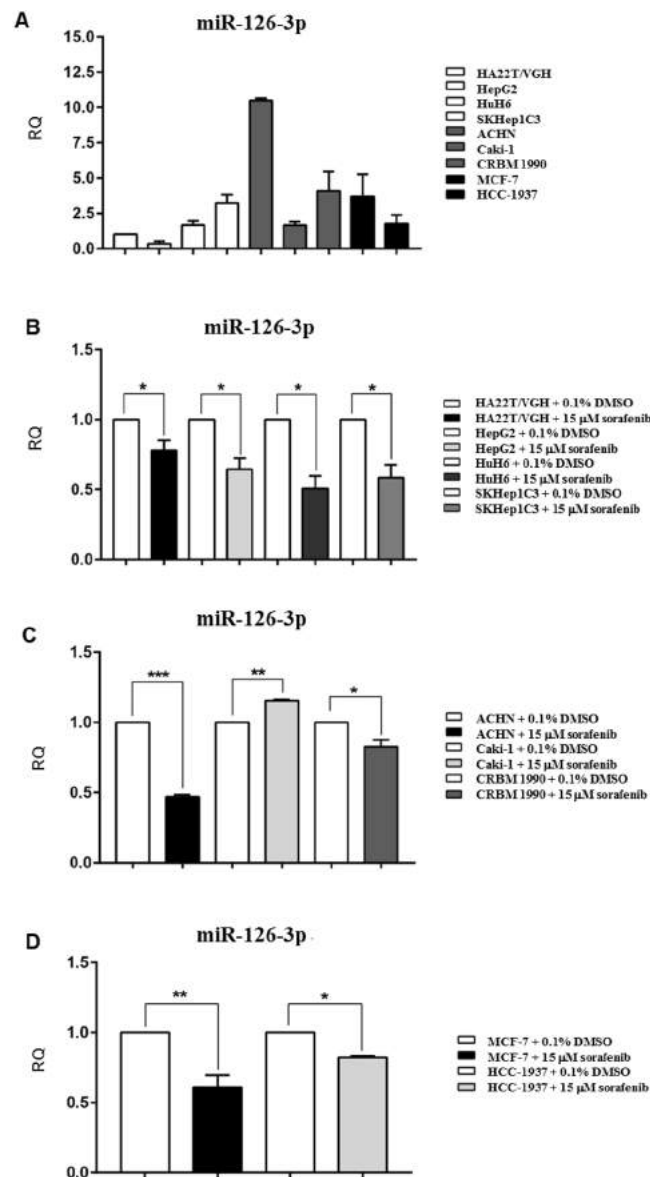 A
miR-126-3p
RQ
15.0
12.5
10.0
7.5
5.0
2.5
0.0
HA22T/VGH
HepG2
HuH6
SKHep1C3
ACHN
Caki-1
CRBM 1990
MCF-7
HCC-1937
B
miR-126-3p
RQ
1.5
1.0
0.5
0.0
*
*
*
*
HA22T/VGH + 0.1% DMSO
HA22T/VGH + 15 µM sorafenib
HepG2 + 0.1% DMSO
HepG2 + 15 µM sorafenib
HuH6 + 0.1% DMSO
HuH6 + 15 µM sorafenib
SKHep1C3 + 0.1% DMSO
SKHep1C3 + 15 µM sorafenib
C
miR-126-3p
RQ
1.5
1.0
0.5
0.0
***
**
*
ACHN + 0.1% DMSO
ACHN + 15 µM sorafenib
Caki-1 + 0.1% DMSO
Caki-1 + 15 µM sorafenib
CRBM 1990 + 0.1% DMSO
CRBM 1990 + 15 µM sorafenib
D
miR-126-3p
RQ
1.5
1.0
0.5
0.0
**
*
MCF-7 + 0.1% DMSO
MCF-7 + 15 µM sorafenib
HCC-1937 + 0.1% DMSO
HCC-1937 + 15 µM sorafenib